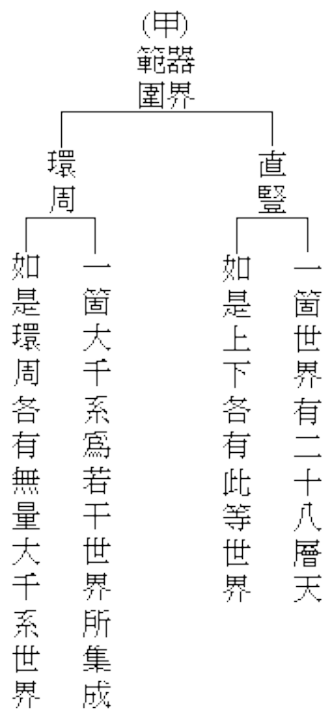 (甲)
器界
範圍
直豎
一箇世界有二十八層天
如是上下各有此等世界
環周
一箇大千系為若干世界所集成
如是環周各有無量大千系世界